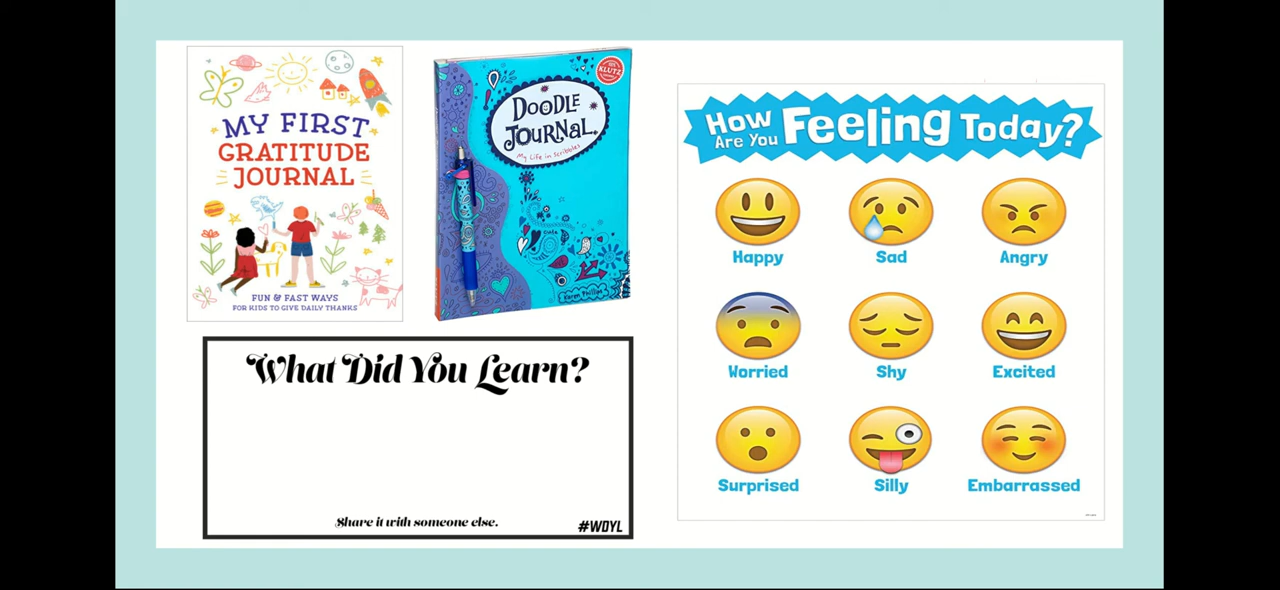 MY FIRST
GRATITUDE
JOURNAL
FUN & FAST WAYS
FOR KIDS TO GIVE DAILY THANKS
KLUTZ
DOODLE
JOURNAL
My Life in Scribbles
Karen Phillips
What Did You Learn?
Share it with someone else.
#WDYL
How Are You Feeling Today?
Happy Sad Angry
Worried Shy Excited
Surprised Silly Embarrassed